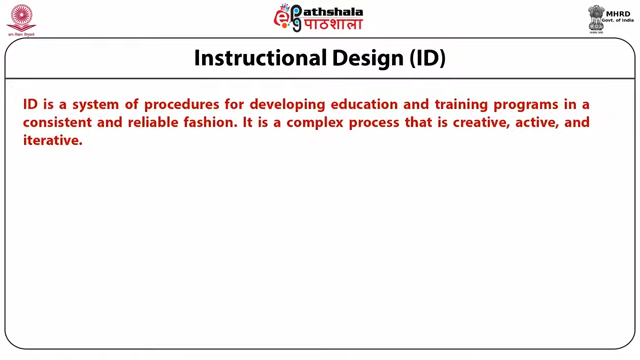 ePathshala
पाठशाला
MHRD
Govt. of India
Instructional Design (ID)
ID is a system of procedures for developing education and training programs in a
consistent and reliable fashion. It is a complex process that is creative, active, and
iterative.